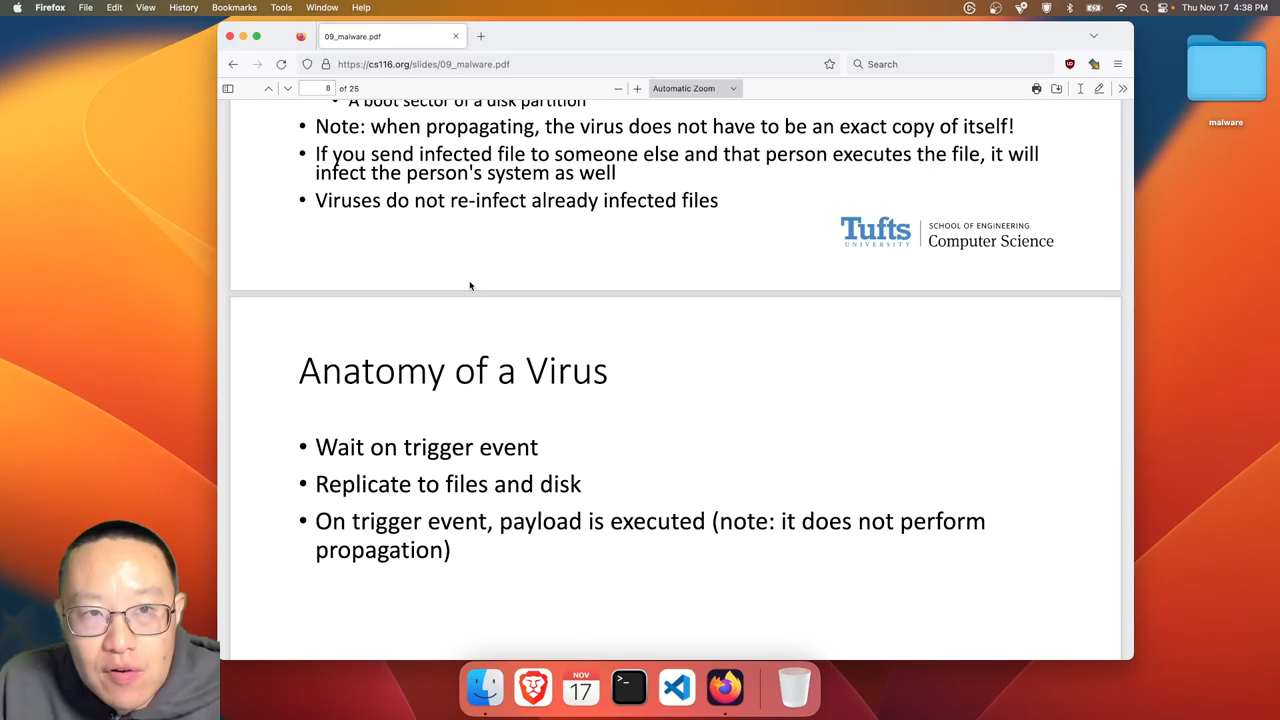 Firefox File Edit View History Bookmarks Tools Window Help Thu Nov 17 4:38 PM
09_malware.pdf
https://cs116.org/slides/09_malware.pdf Search
8 of 25 Automatic Zoom
• A boot sector of a disk partition
• Note: when propagating, the virus does not have to be an exact copy of itself!
• If you send infected file to someone else and that person executes the file, it will
infect the person's system as well
• Viruses do not re-infect already infected files
Tufts
UNIVERSITY
SCHOOL OF ENGINEERING
Computer Science
Anatomy of a Virus
• Wait on trigger event
• Replicate to files and disk
• On trigger event, payload is executed (note: it does not perform
propagation)
malware
NOV
17